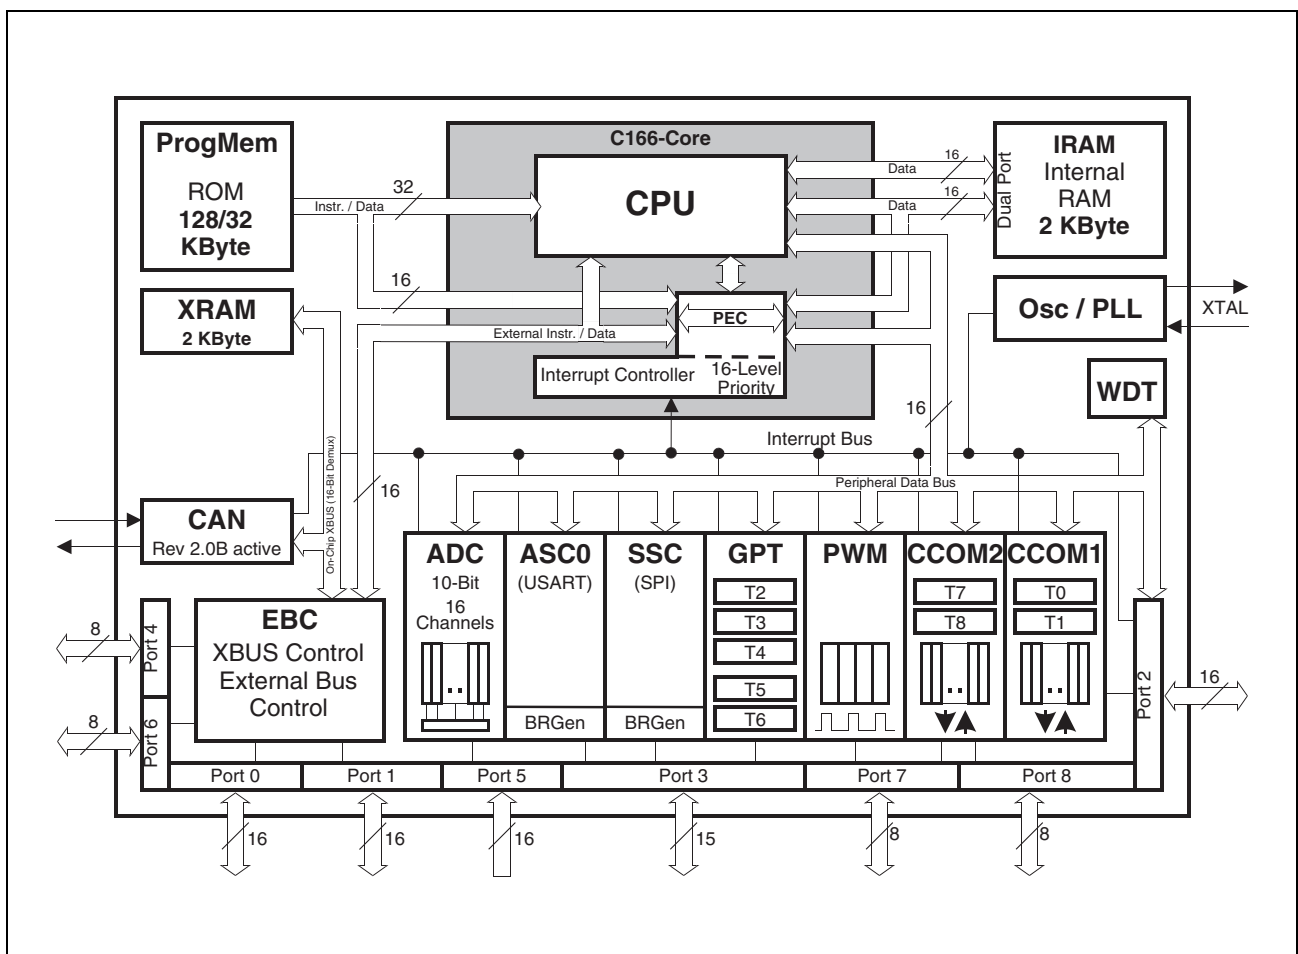 C166-Core
ProgMem
ROM
128/32
KByte
32
Instr. / Data
CPU
16
Data
16
Data
Dual Port
IRAM
Internal
RAM
2 KByte
XRAM
2 KByte
16
PEC
External Instr. / Data
Interrupt Controller
16-Level
Priority
Osc / PLL
XTAL
WDT
16
Interrupt Bus
Peripheral Data Bus
On-Chip XBUS (16-Bit Demux)
16
CAN
Rev 2.0B active
EBC
XBUS Control
External Bus
Control
ADC
10-Bit
16
Channels
ASC0
(USART)
BRGen
SSC
(SPI)
BRGen
GPT
T2
T3
T4
T5
T6
PWM
CCOM2
T7
T8
CCOM1
T0
T1
8
Port 4
8
Port 6
Port 2
16
Port 0
Port 1
Port 5
Port 3
Port 7
Port 8
16
16
16
15
8
8